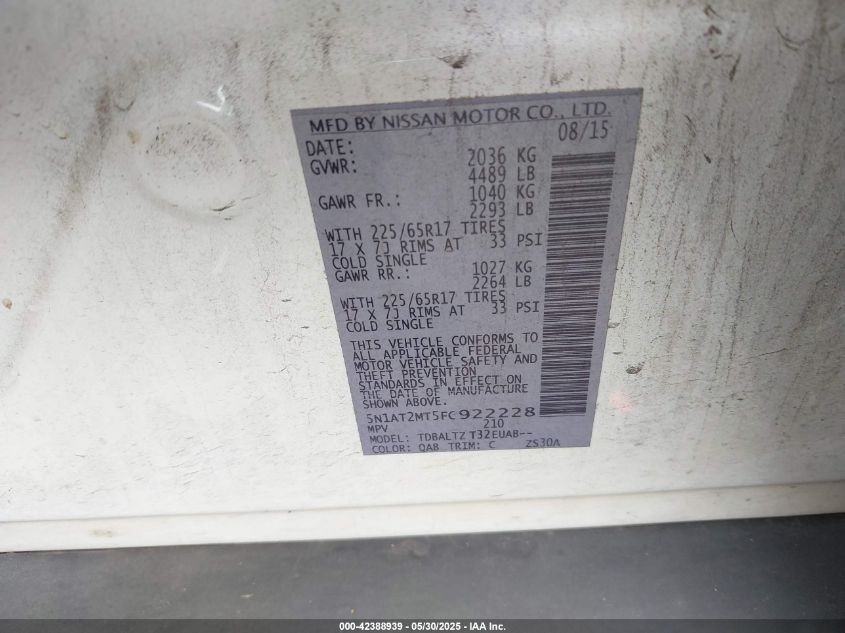 MFD BY NISSAN MOTOR CO., LTD.
DATE: 08/15
GVWR: 2036 KG
4489 LB
GAWR FR.: 1040 KG
2293 LB
WITH 225/65R17 TIRES
17 X 7J RIMS AT 33 PSI
COLD SINGLE
GAWR RR.: 1027 KG
2264 LB
WITH 225/65R17 TIRES
17 X 7J RIMS AT 33 PSI
COLD SINGLE
THIS VEHICLE CONFORMS TO
ALL APPLICABLE FEDERAL
MOTOR VEHICLE SAFETY AND
THEFT PREVENTION
STANDARDS IN EFFECT ON
THE DATE OF MANUFACTURE
SHOWN ABOVE.
5N1AT2MT5FC922228
MPV 210
MODEL: TDBALTZ T32EUAB--
COLOR: QAB TRIM: C ZS30A
000-42388939 - 05/30/2025 - IAA Inc.